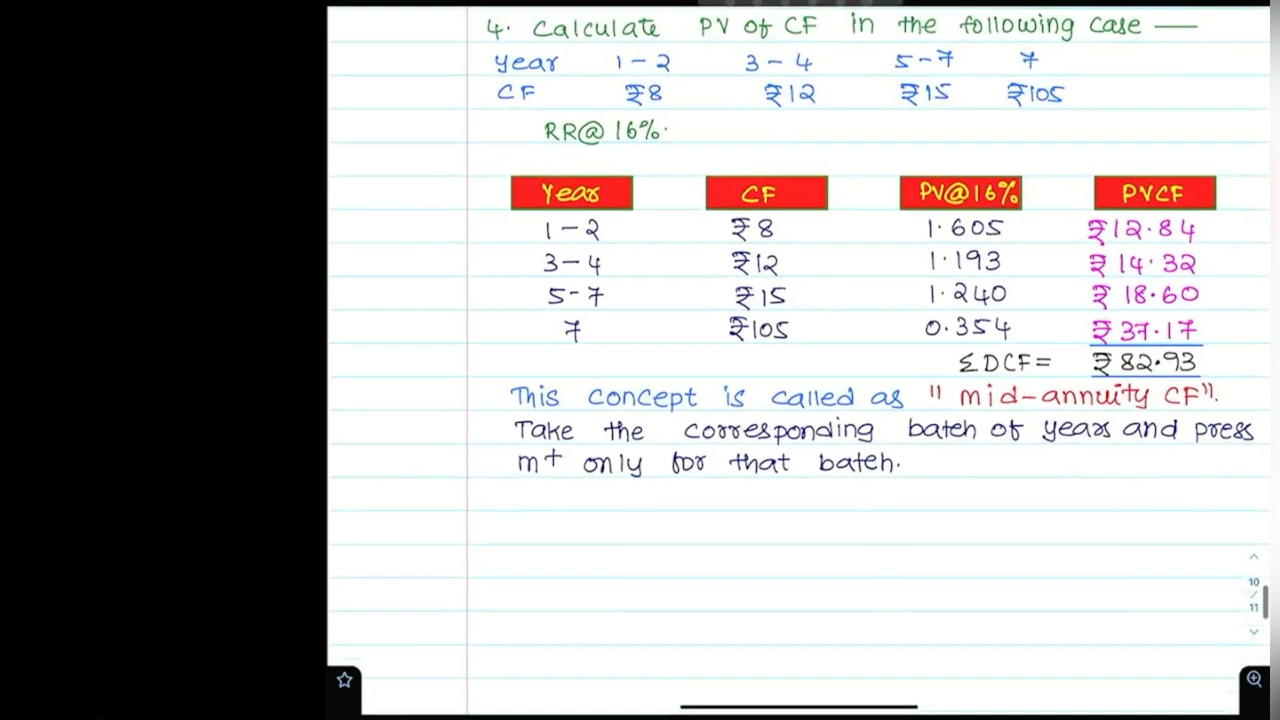 4. Calculate PV of CF in the following case —
Year 1-2 3-4 5-7 7
CF ₹8 ₹12 ₹15 ₹105
RR@ 16%.
Year CF PV@16% PVCF
1-2 ₹8 1.605 ₹12.84
3-4 ₹12 1.193 ₹14.32
5-7 ₹15 1.240 ₹18.60
7 ₹105 0.354 ₹37.17
ΣDCF= ₹82.93
This concept is called as "mid-annuity CF".
Take the corresponding batch of years and press
m+ only for that batch.
10
/
11